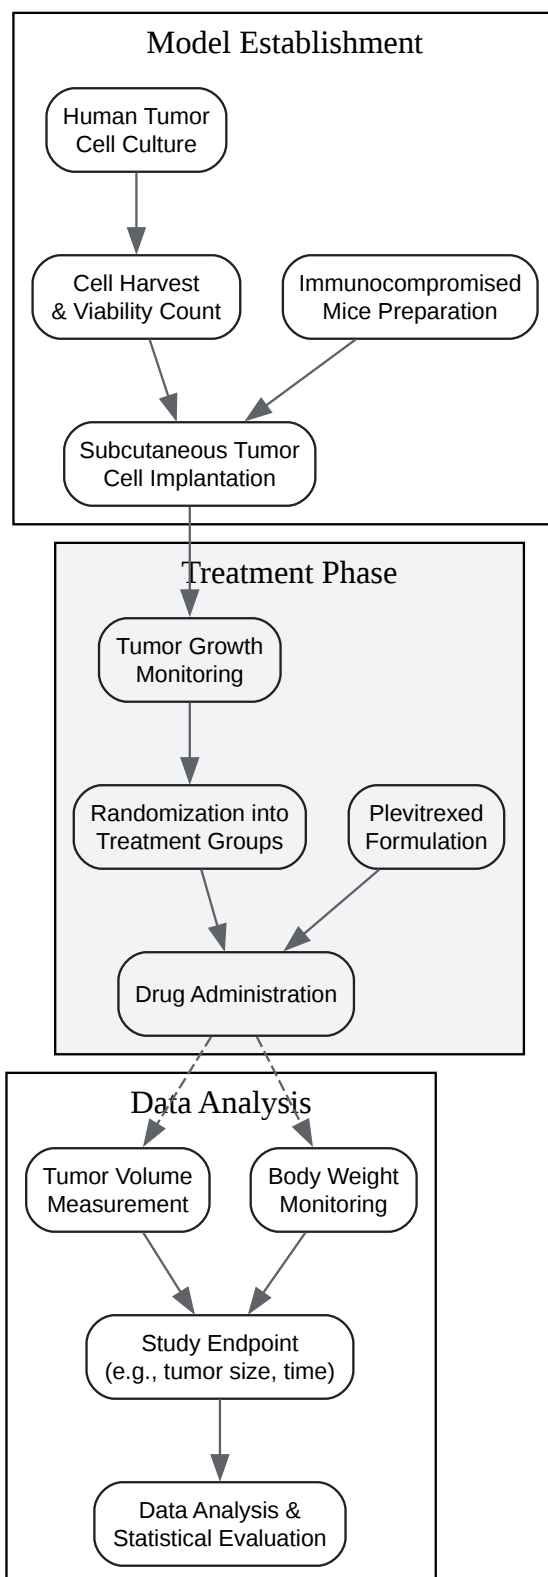 Model Establishment
Human Tumor
Cell Culture
Cell Harvest
& Viability Count
Immunocompromised
Mice Preparation
Subcutaneous Tumor
Cell Implantation
Treatment Phase
Tumor Growth
Monitoring
Randomization into
Treatment Groups
Plevitrexed
Formulation
Drug Administration
Data Analysis
Tumor Volume
Measurement
Body Weight
Monitoring
Study Endpoint
(e.g., tumor size, time)
Data Analysis &
Statistical Evaluation